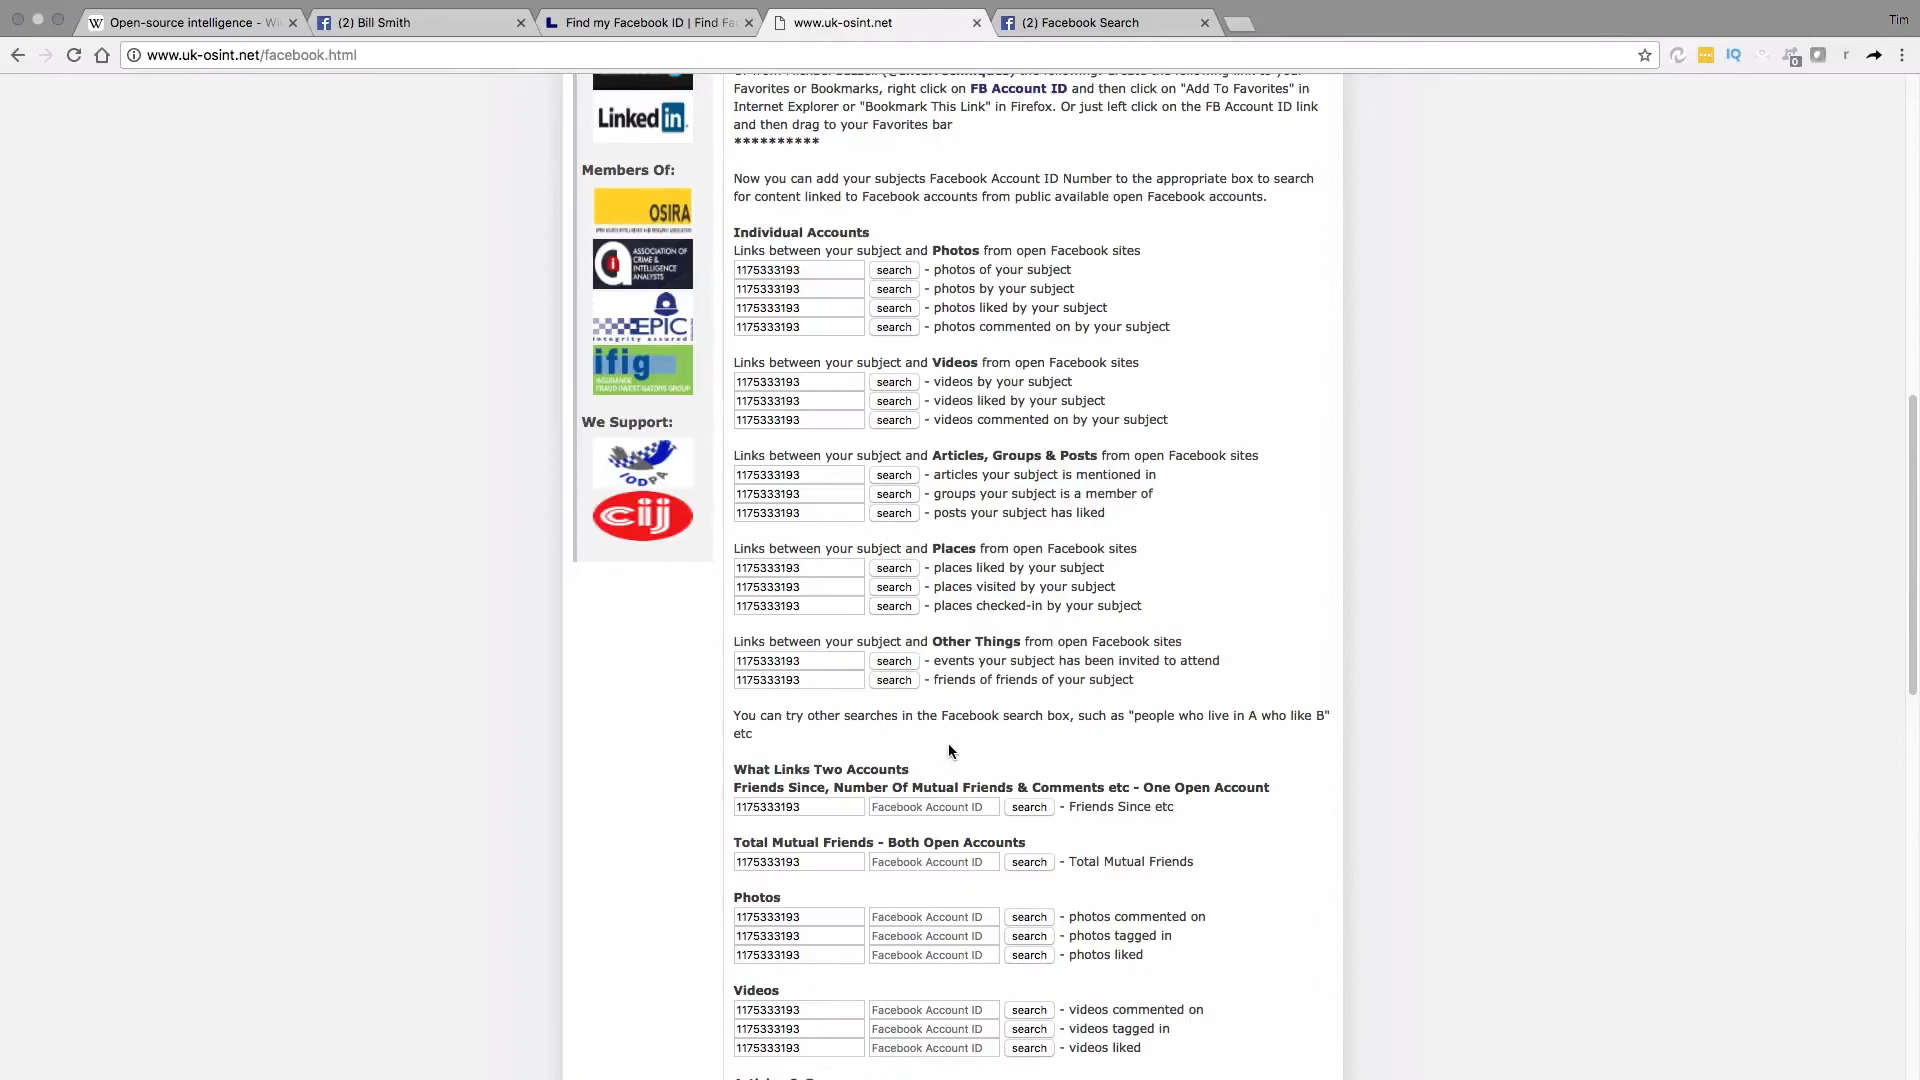 Open-source intelligence - Wi
(2) Bill Smith
Find my Facebook ID | Find Fa
www.uk-osint.net
(2) Facebook Search
Tim
www.uk-osint.net/facebook.html
Favorites or Bookmarks, right click on FB Account ID and then click on "Add To Favorites" in
Internet Explorer or "Bookmark This Link" in Firefox. Or just left click on the FB Account ID link
and then drag to your Favorites bar
**********
Now you can add your subjects Facebook Account ID Number to the appropriate box to search
for content linked to Facebook accounts from public available open Facebook accounts.
Individual Accounts
Links between your subject and Photos from open Facebook sites
1175333193 search - photos of your subject
1175333193 search - photos by your subject
1175333193 search - photos liked by your subject
1175333193 search - photos commented on by your subject
Links between your subject and Videos from open Facebook sites
1175333193 search - videos by your subject
1175333193 search - videos liked by your subject
1175333193 search - videos commented on by your subject
Links between your subject and Articles, Groups & Posts from open Facebook sites
1175333193 search - articles your subject is mentioned in
1175333193 search - groups your subject is a member of
1175333193 search - posts your subject has liked
Links between your subject and Places from open Facebook sites
1175333193 search - places liked by your subject
1175333193 search - places visited by your subject
1175333193 search - places checked-in by your subject
Links between your subject and Other Things from open Facebook sites
1175333193 search - events your subject has been invited to attend
1175333193 search - friends of friends of your subject
You can try other searches in the Facebook search box, such as "people who live in A who like B"
etc
What Links Two Accounts
Friends Since, Number Of Mutual Friends & Comments etc - One Open Account
1175333193 Facebook Account ID search - Friends Since etc
Total Mutual Friends - Both Open Accounts
1175333193 Facebook Account ID search - Total Mutual Friends
Photos
1175333193 Facebook Account ID search - photos commented on
1175333193 Facebook Account ID search - photos tagged in
1175333193 Facebook Account ID search - photos liked
Videos
1175333193 Facebook Account ID search - videos commented on
1175333193 Facebook Account ID search - videos tagged in
1175333193 Facebook Account ID search - videos liked
Linked in
Members Of:
OSIRA
ASSOCIATION OF
CRIME &
INTELLIGENCE
ANALYSTS
EPIC
integrity assured
ifig
INSURANCE
FRAUD INVESTIGATORS GROUP
We Support:
IODPA
cij